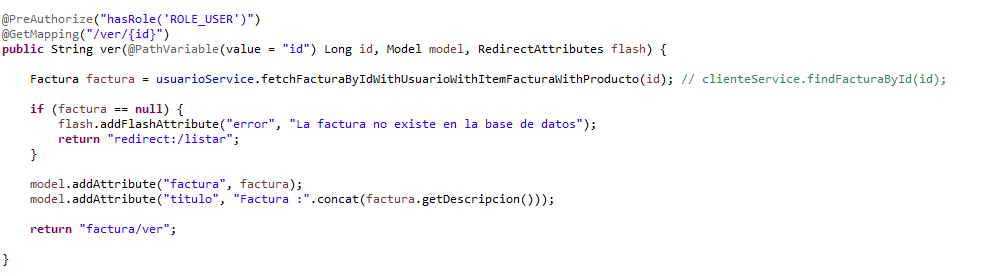 @PreAuthorize("hasRole('ROLE_USER')")
@GetMapping("/ver/{id}")
public String ver(@PathVariable(value = "id") Long id, Model model, RedirectAttributes flash) {
Factura factura = usuarioService.fetchFacturaByIdWithUsuarioWithItemFacturaWithProducto(id); // clienteService.findFacturaById(id);
if (factura == null) {
flash.addFlashAttribute("error", "La factura no existe en la base de datos");
return "redirect:/listar";
}
model.addAttribute("factura", factura);
model.addAttribute("titulo", "Factura :".concat(factura.getDescripcion()));
return "factura/ver";
}